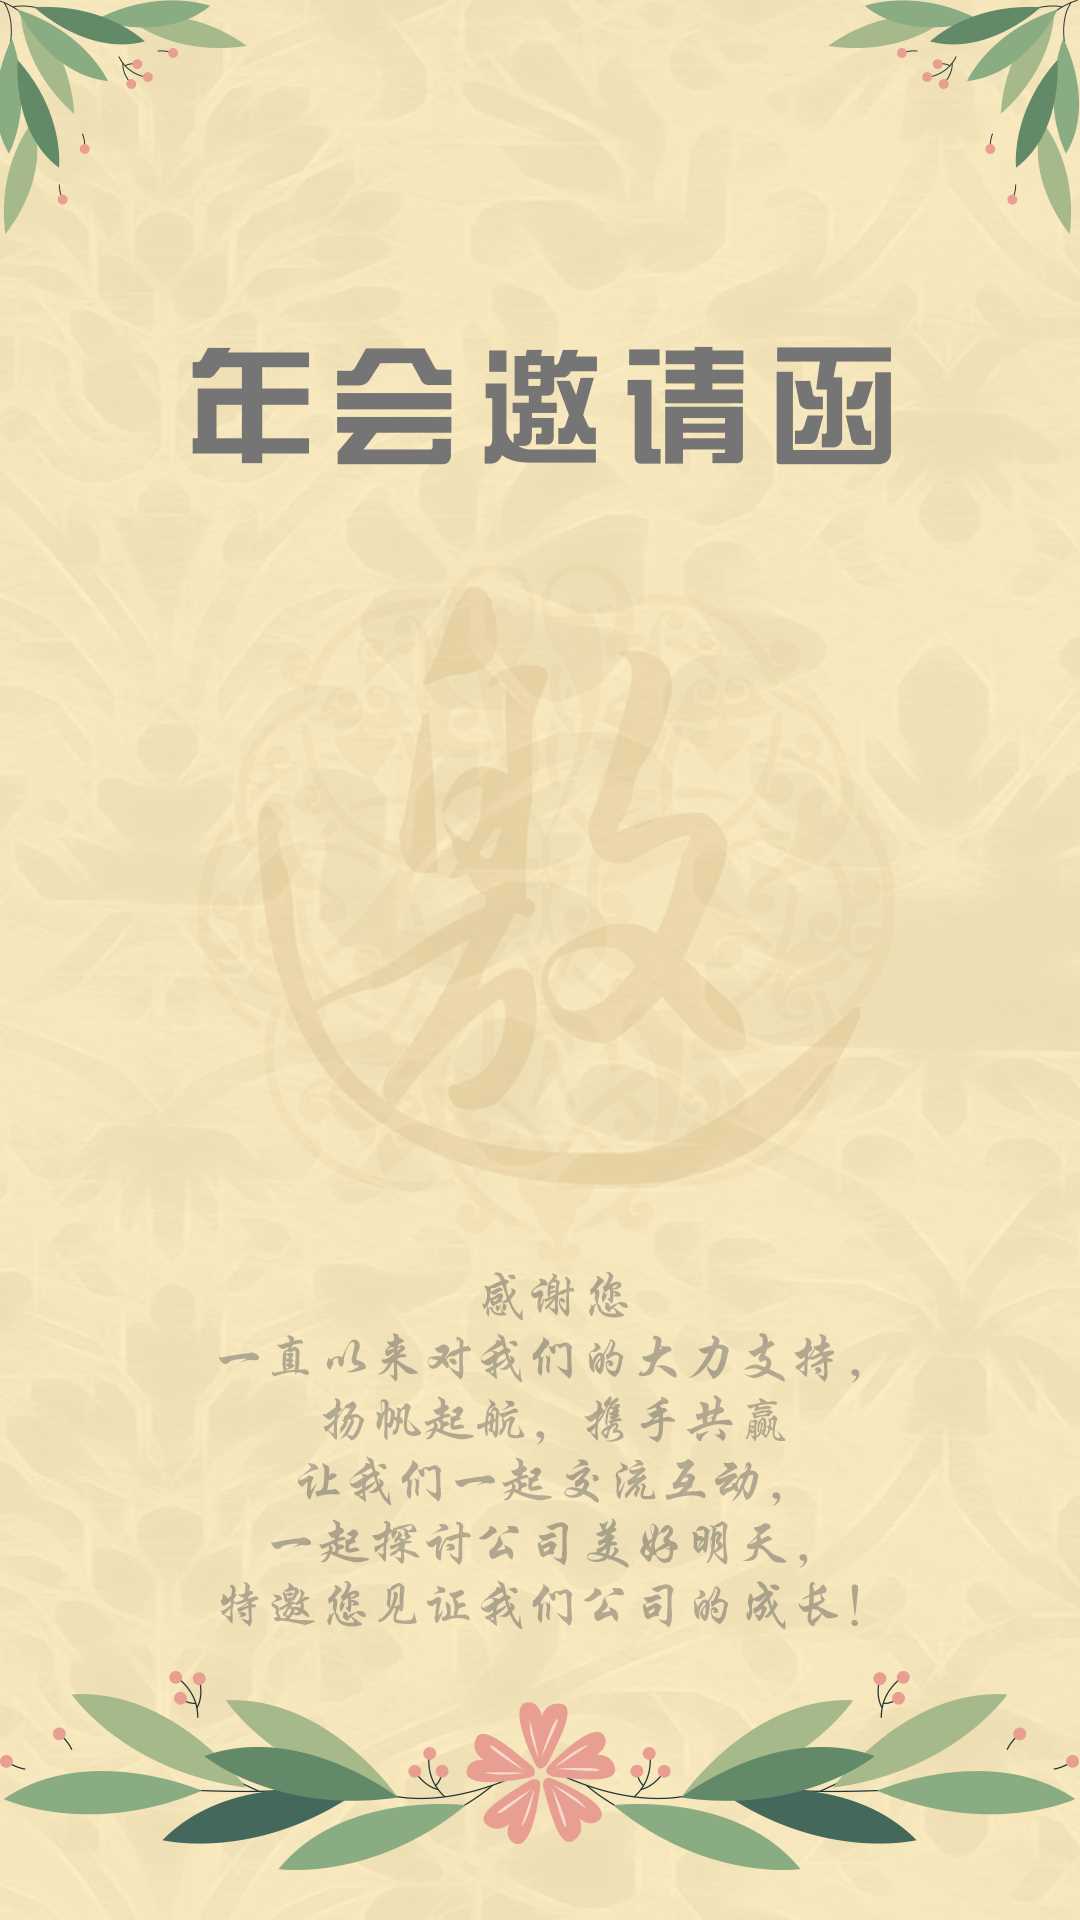 年会邀请函
邀
感谢您
一直以来对我们的大力支持，
扬帆起航，携手共赢
让我们一起交流互动，
一起探讨公司美好明天，
特邀您见证我们公司的成长！